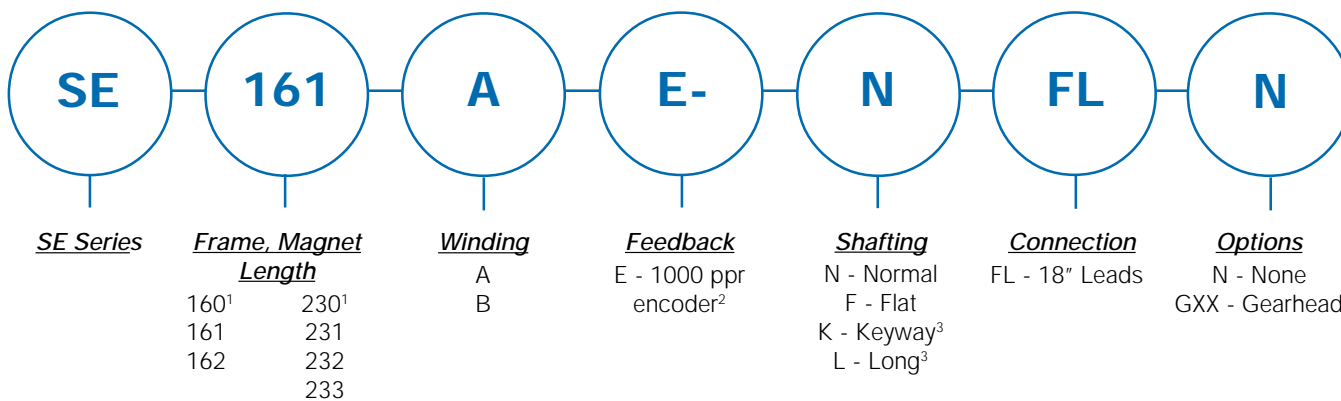 SE 161 A E- N FL N
SE Series
Frame, Magnet
Length
160¹ 230¹
161 231
162 232
233
Winding
A
B
Feedback
E - 1000 ppr
encoder²
Shafting
N - Normal
F - Flat
K - Keyway³
L - Long³
Connection
FL - 18" Leads
Options
N - None
GXX - Gearhead